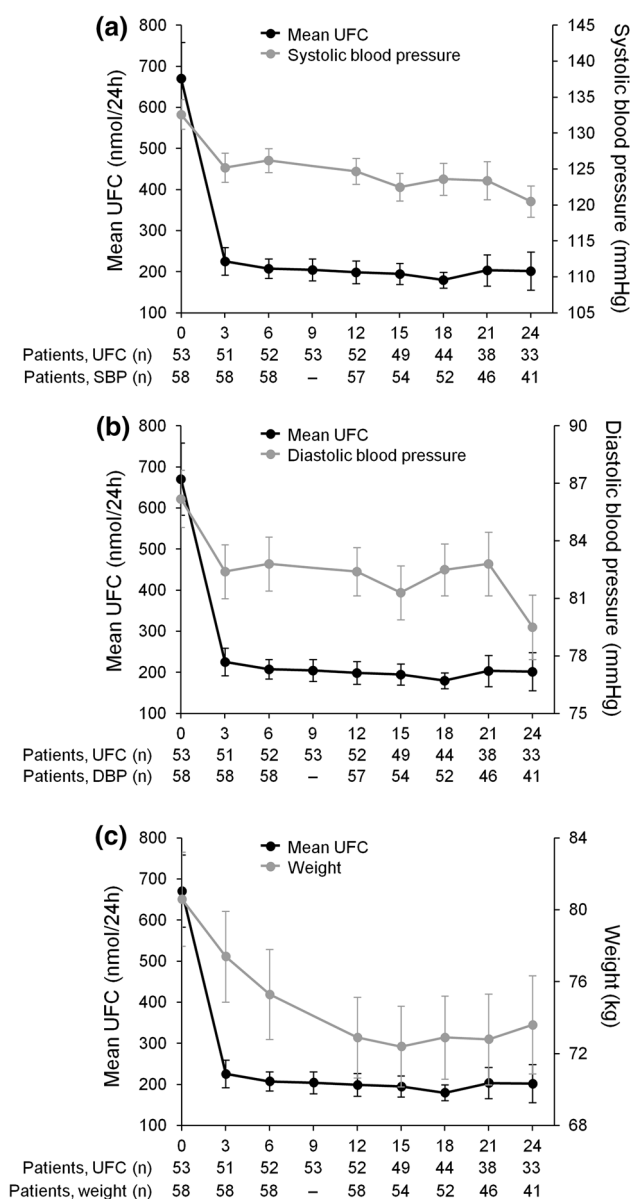 (a)
Mean UFC
Systolic blood pressure
Mean UFC (nmol/24h)
800
700
600
500
400
300
200
100
Systolic blood pressure (mmHg)
145
140
135
130
125
120
115
110
105
0 3 6 9 12 15 18 21 24
Patients, UFC (n) 53 51 52 53 52 49 44 38 33
Patients, SBP (n) 58 58 58 – 57 54 52 46 41
(b)
Mean UFC
Diastolic blood pressure
Mean UFC (nmol/24h)
800
700
600
500
400
300
200
100
Diastolic blood pressure (mmHg)
90
87
84
81
78
75
0 3 6 9 12 15 18 21 24
Patients, UFC (n) 53 51 52 53 52 49 44 38 33
Patients, DBP (n) 58 58 58 – 57 54 52 46 41
(c)
Mean UFC
Weight
Mean UFC (nmol/24h)
800
700
600
500
400
300
200
100
Weight (kg)
84
80
76
72
68
0 3 6 9 12 15 18 21 24
Patients, UFC (n) 53 51 52 53 52 49 44 38 33
Patients, weight (n) 58 58 58 – 58 54 52 46 41